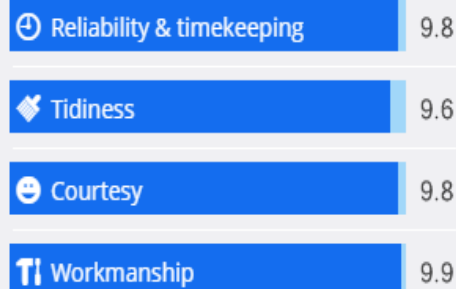 Reliability & timekeeping 9.8
Tidiness 9.6
Courtesy 9.8
Workmanship 9.9